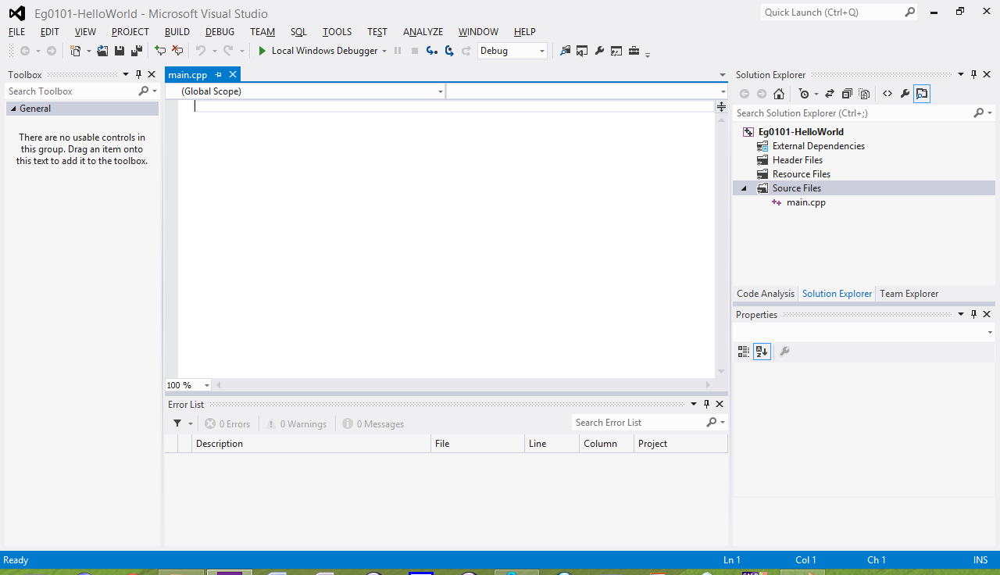 Eg0101-HelloWorld - Microsoft Visual Studio
Quick Launch (Ctrl+Q)
FILE EDIT VIEW PROJECT BUILD DEBUG TEAM SQL TOOLS TEST ANALYZE WINDOW HELP
Local Windows Debugger
Debug
Toolbox
Search Toolbox
General
There are no usable controls in
this group. Drag an item onto
this text to add it to the toolbox.
main.cpp
(Global Scope)
100 %
Error List
0 Errors
0 Warnings
0 Messages
Search Error List
Description File Line Column Project
Solution Explorer
Search Solution Explorer (Ctrl+;)
Eg0101-HelloWorld
External Dependencies
Header Files
Resource Files
Source Files
main.cpp
Code Analysis Solution Explorer Team Explorer
Properties
Ready
Ln 1
Col 1
Ch 1
INS